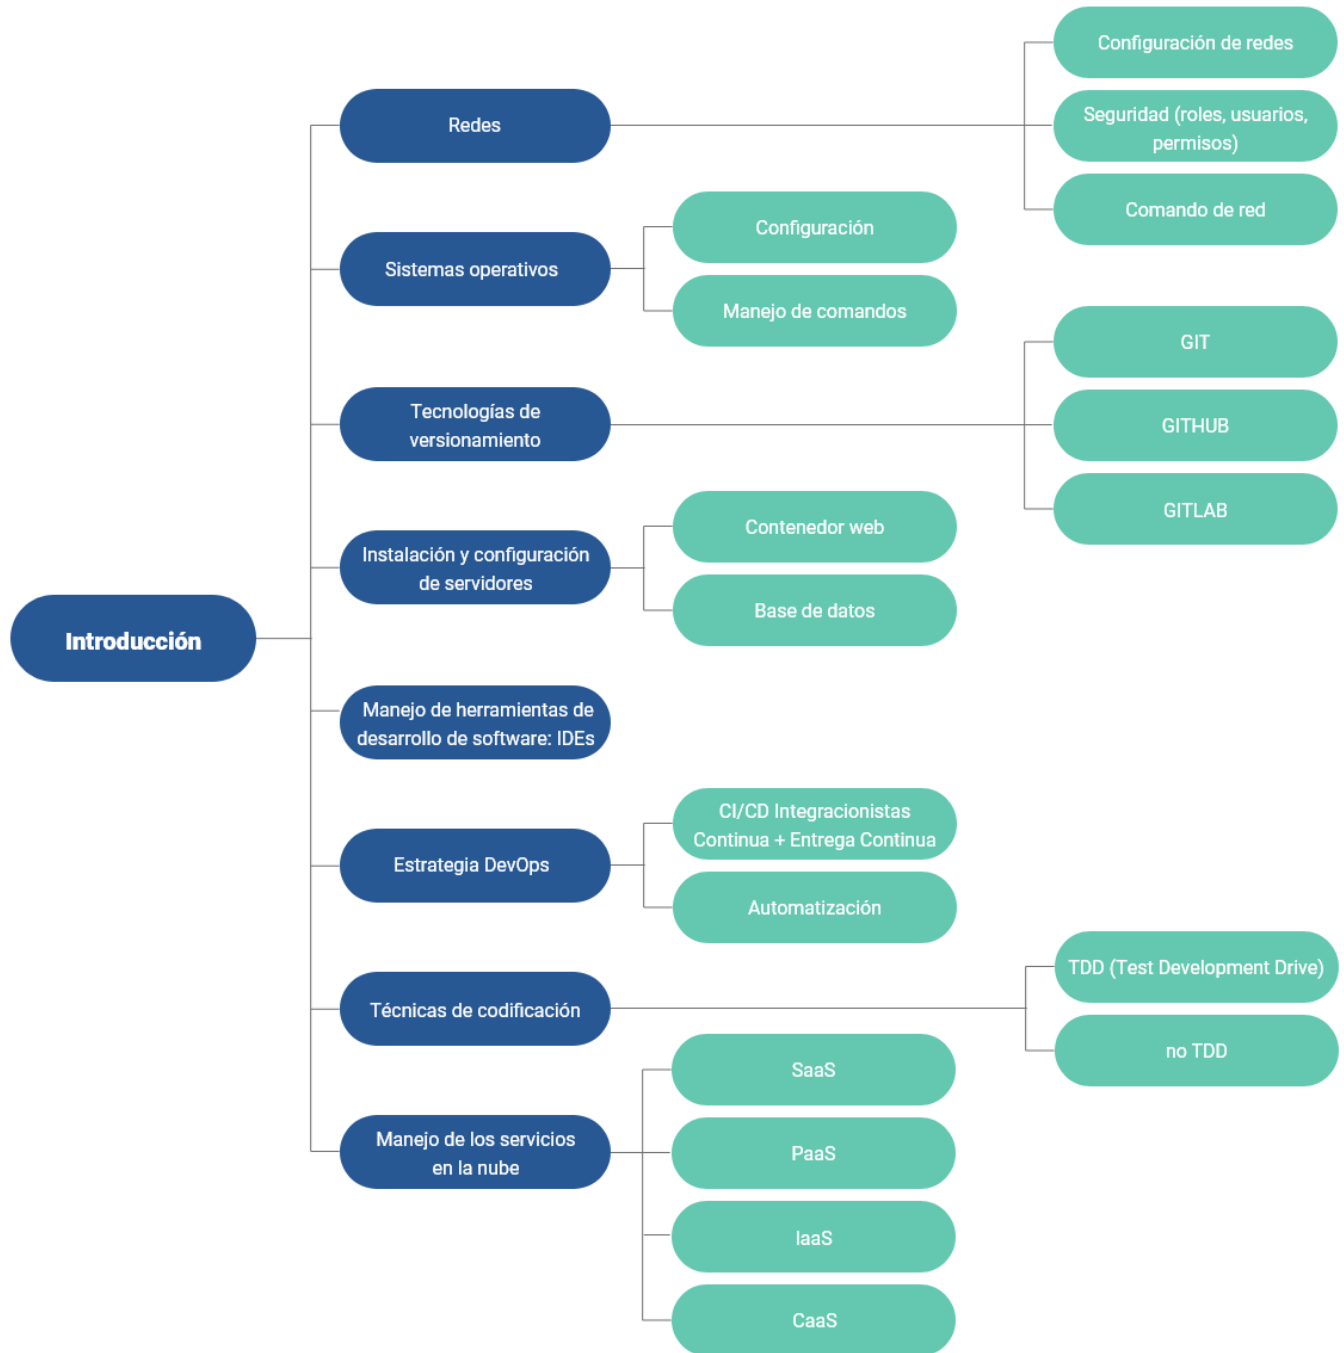 Introducción
Redes
Configuración de redes
Seguridad (roles, usuarios,
permisos)
Comando de red
Sistemas operativos
Configuración
Manejo de comandos
Tecnologías de
versionamiento
GIT
GITHUB
GITLAB
Instalación y configuración
de servidores
Contenedor web
Base de datos
Manejo de herramientas de
desarrollo de software: IDEs
Estrategia DevOps
CI/CD Integracionistas
Continua + Entrega Continua
Automatización
Técnicas de codificación
TDD (Test Development Drive)
no TDD
Manejo de los servicios
en la nube
SaaS
PaaS
IaaS
CaaS